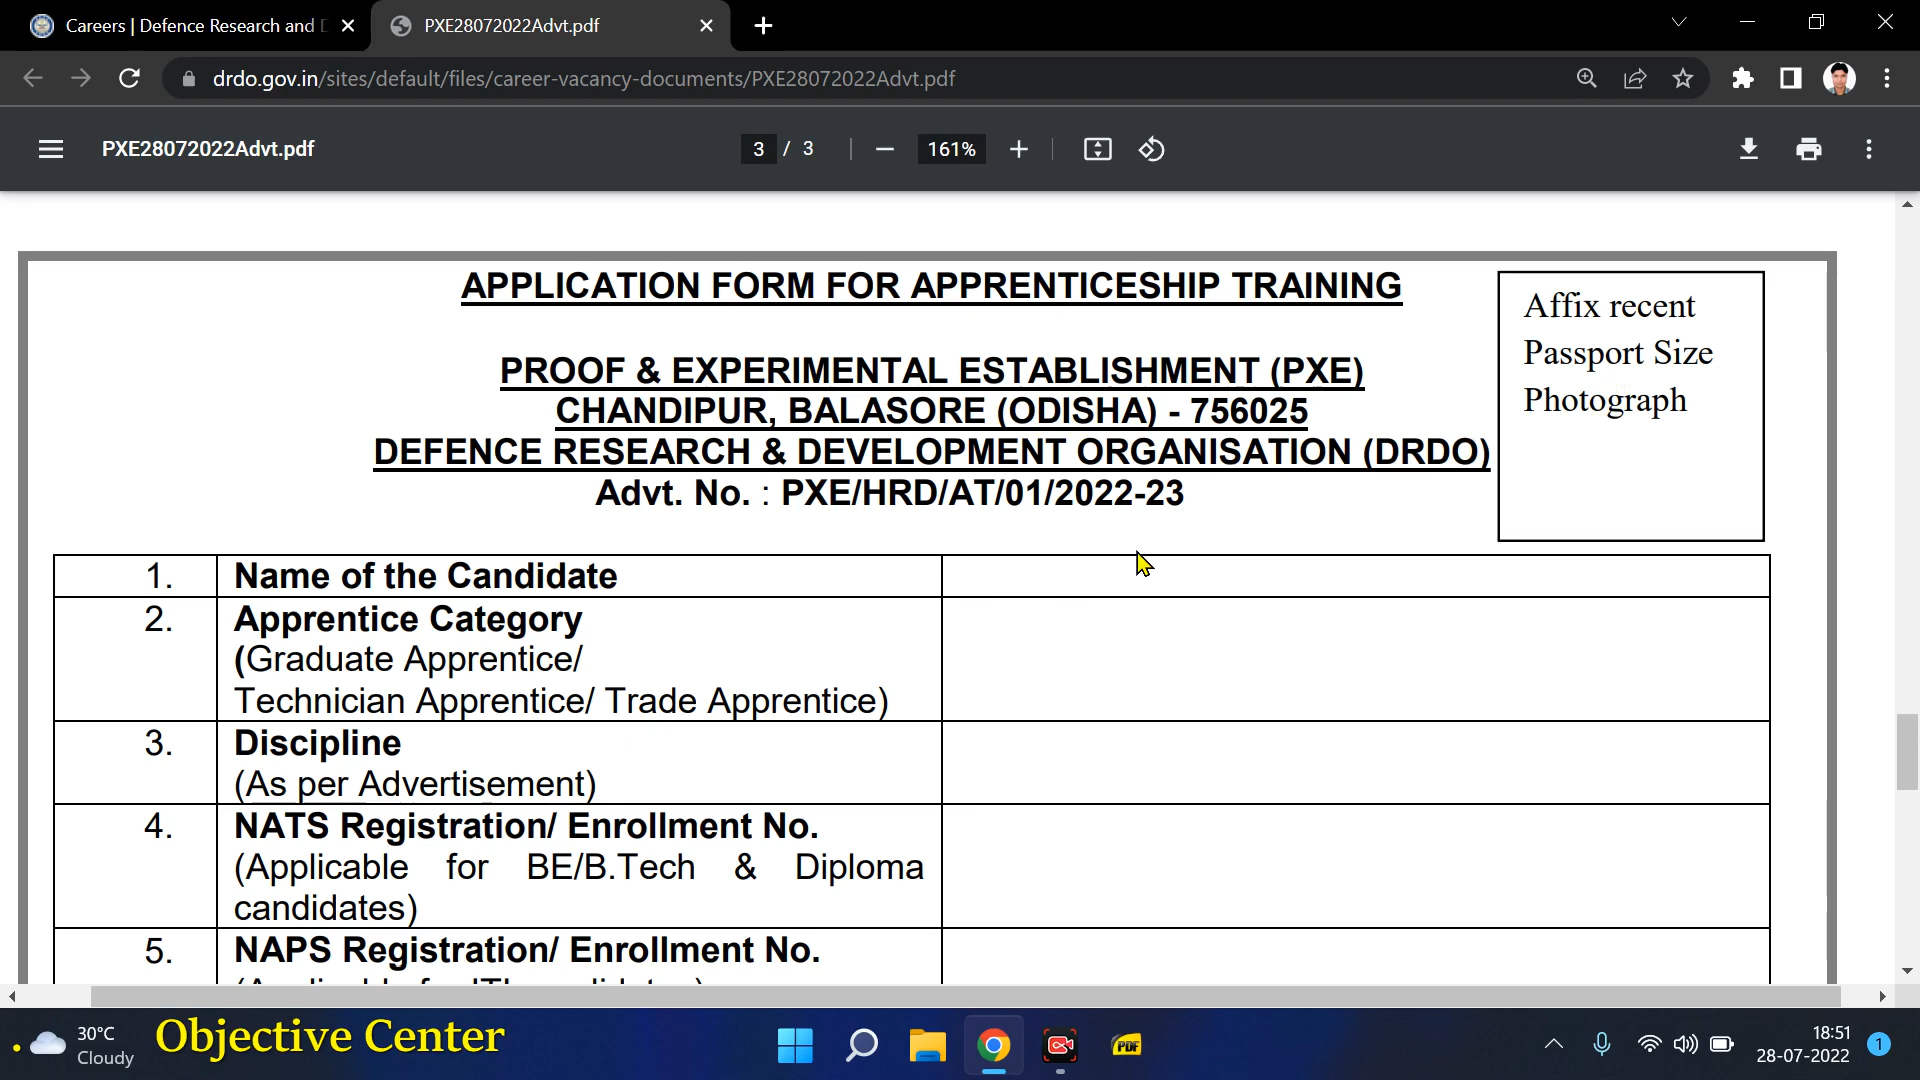 Careers | Defence Research and D
PXE28072022Advt.pdf
drdo.gov.in/sites/default/files/career-vacancy-documents/PXE28072022Advt.pdf
PXE28072022Advt.pdf
3 / 3
161%
APPLICATION FORM FOR APPRENTICESHIP TRAINING
Affix recent
Passport Size
Photograph
PROOF & EXPERIMENTAL ESTABLISHMENT (PXE)
CHANDIPUR, BALASORE (ODISHA) - 756025
DEFENCE RESEARCH & DEVELOPMENT ORGANISATION (DRDO)
Advt. No. : PXE/HRD/AT/01/2022-23
1. Name of the Candidate
2. Apprentice Category
(Graduate Apprentice/
Technician Apprentice/ Trade Apprentice)
3. Discipline
(As per Advertisement)
4. NATS Registration/ Enrollment No.
(Applicable for BE/B.Tech & Diploma
candidates)
5. NAPS Registration/ Enrollment No.
30°C
Cloudy
. Objective Center
PDF
18:51
28-07-2022
1